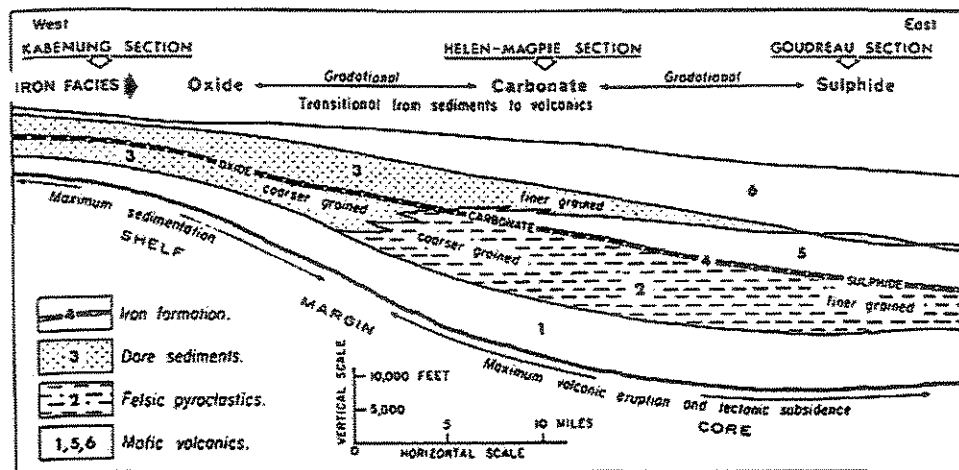 West East
KABEMUNG SECTION HELEN-MAGPIE SECTION GOUDREAU SECTION
IRON FACIES Oxide Gradational Carbonate Gradational Sulphide
Transitional from sediments to volcanics
3 OXIDE 3
coarser grained
finer grained
6
CARBONATE
coarser grained
4
5
SULPHIDE
2
finer grained
Maximum sedimentation
SHELF
MARGIN
1
Maximum volcanic eruption and tectonic subsidence
CORE
4 Iron formation.
3 Dore sediments.
2 Felsic pyroclastics.
1,5,6 Mafic volcanics.
VERTICAL SCALE
10,000 FEET
5,000
0 5 10 MILES
HORIZONTAL SCALE